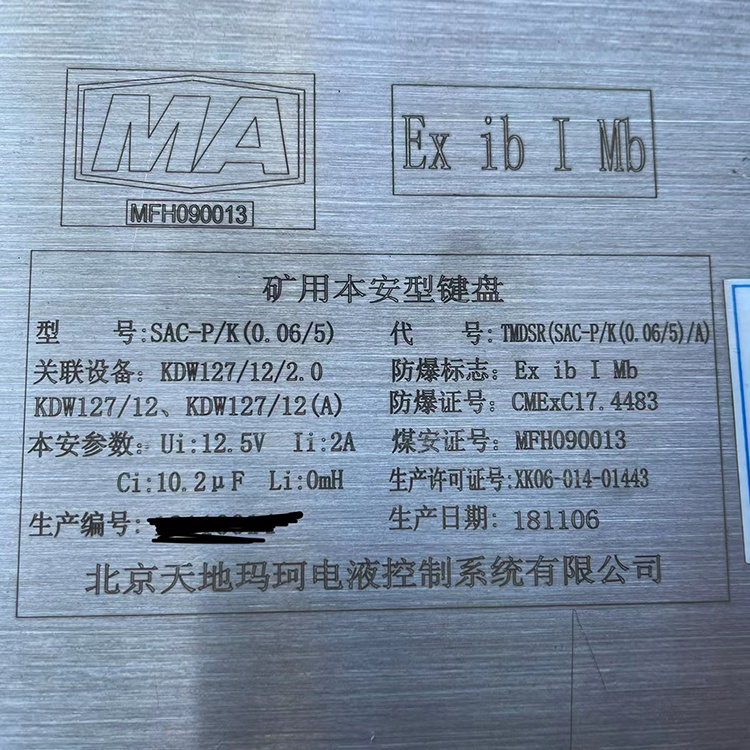 MA
MFH090013
Ex ib I Mb
矿用本安型键盘
型 号:SAC-P/K(0.06/5) 代 号:TMDSR(SAC-P/K(0.06/5)/A)
关联设备: KDW127/12/2.0 防爆标志: Ex ib I Mb
KDW127/12、KDW127/12(A) 防爆证号: CMExC17.4483
本安参数: Ui:12.5V Ii:2A 煤安证号: MFH090013
Ci:10.2μF Li:0mH 生产许可证号:XK06-014-01443
生产编号: 生产日期: 181106
北京天地玛珂电液控制系统有限公司